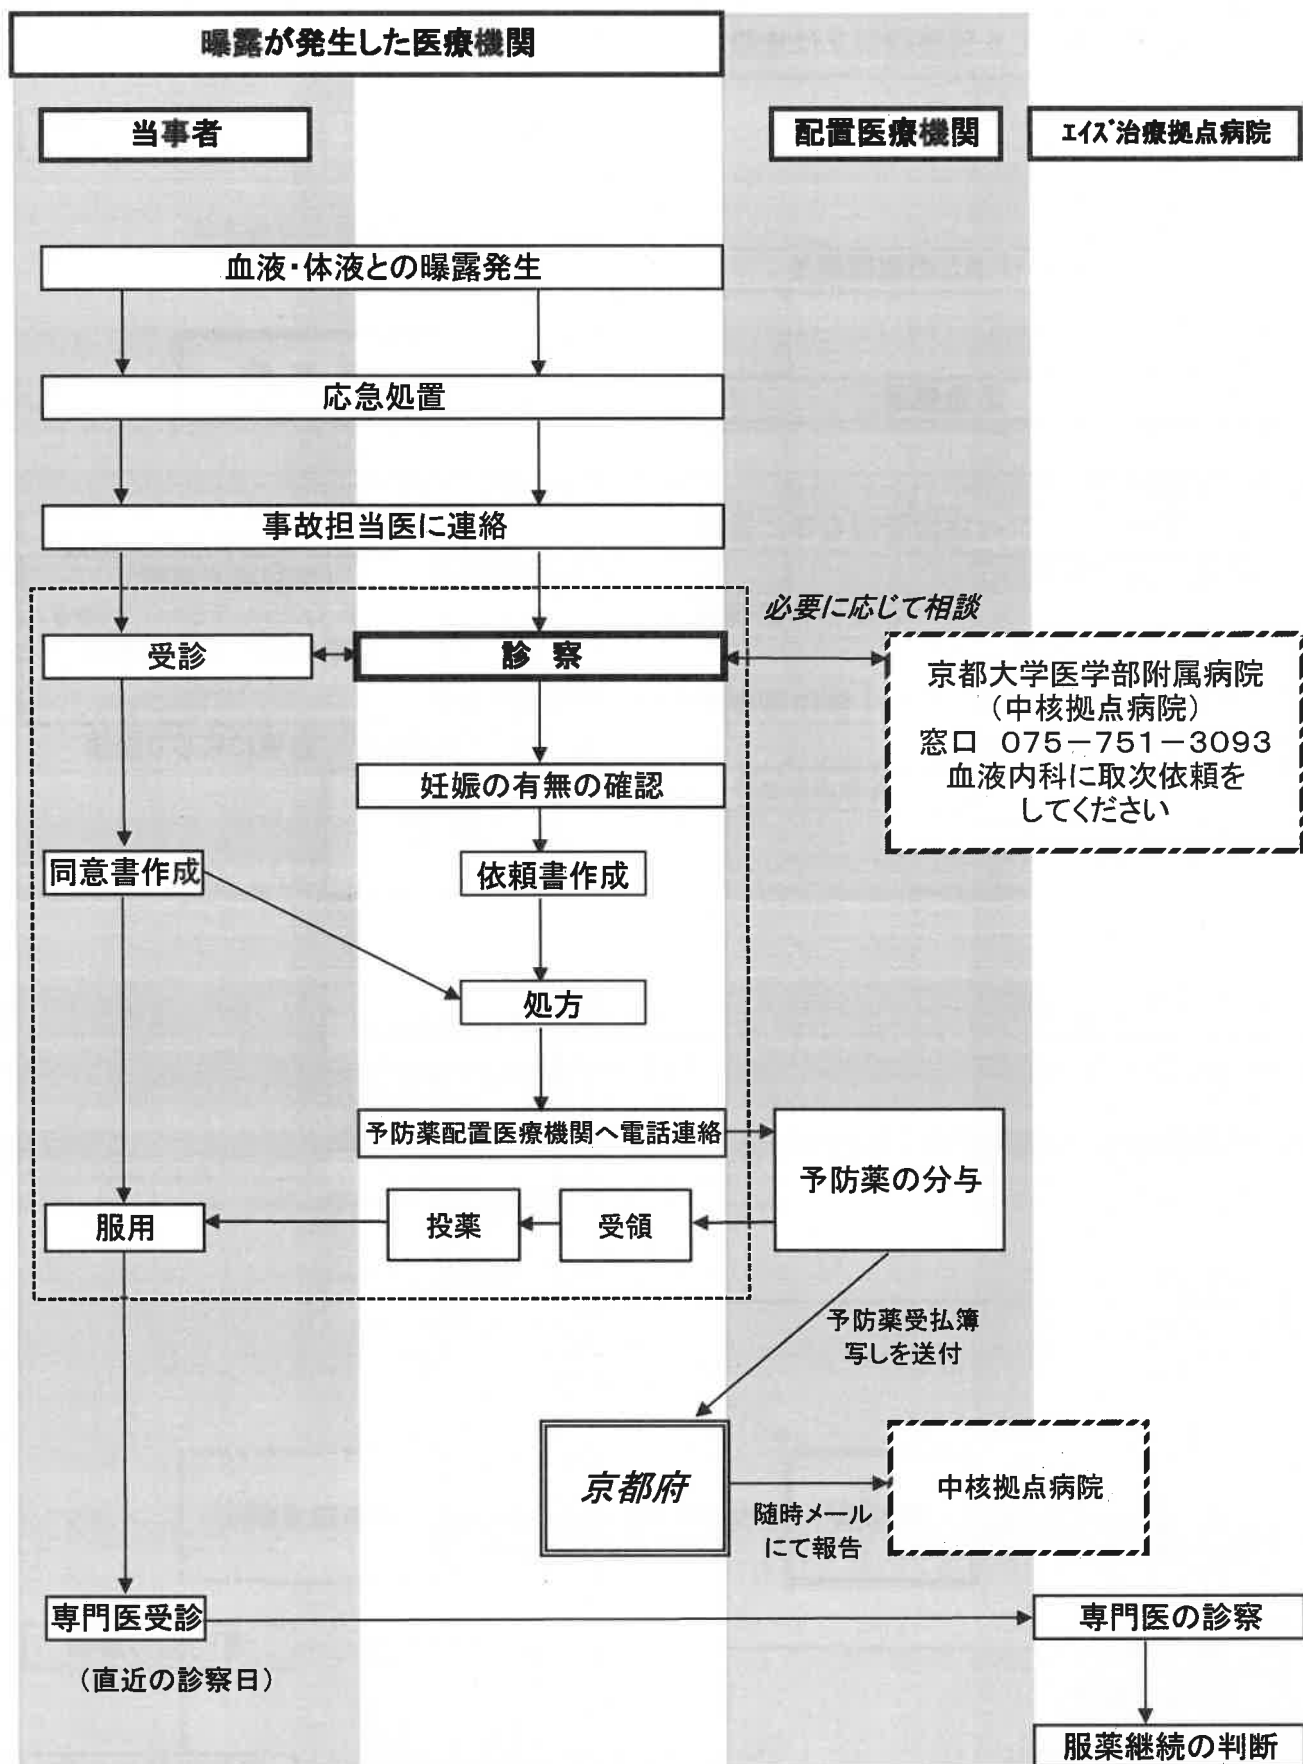 曝露が発生した医療機関
当事者
配置医療機関
ｴｲｽﾞ治療拠点病院
血液・体液との曝露発生
応急処置
事故担当医に連絡
必要に応じて相談
受診
診 察
京都大学医学部附属病院
（中核拠点病院）
窓口 ０７５－７５１－３０９３
血液内科に取次依頼を
してください
妊娠の有無の確認
同意書作成
依頼書作成
処方
予防薬配置医療機関へ電話連絡
予防薬の分与
服用
投薬
受領
予防薬受払簿
写しを送付
京都府
中核拠点病院
随時メール
にて報告
専門医受診
専門医の診察
（直近の診察日）
服薬継続の判断